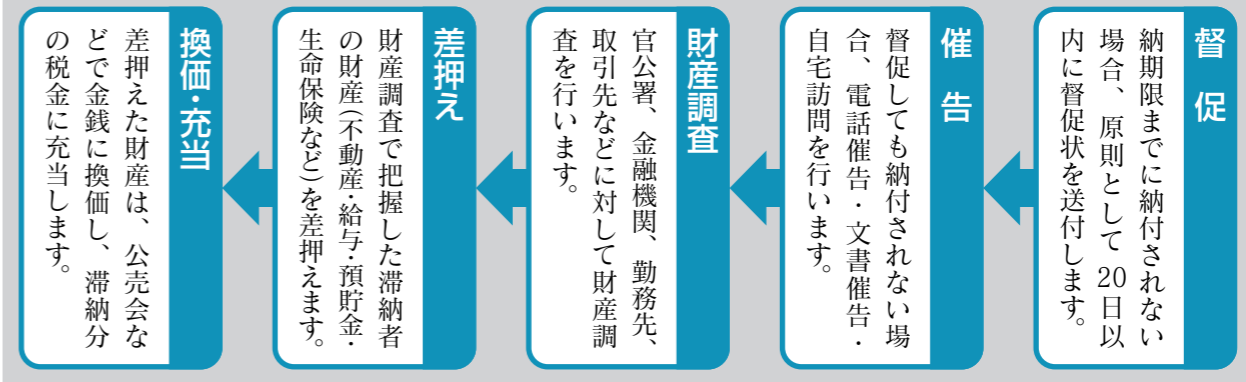 督促
納期限までに納付されない
場合、原則として20日以
内に督促状を送付します。
催告
督促しても納付されない場
合、電話催告・文書催告・
自宅訪問を行います。
財産調査
官公署、金融機関、勤務先、
取引先などに対して財産調
査を行います。
差押え
財産調査で把握した滞納者
の財産(不動産・給与・預貯金・
生命保険など)を差押えます。
換価・充当
差押えた財産は、公売会な
どで金銭に換価し、滞納分
の税金に充当します。